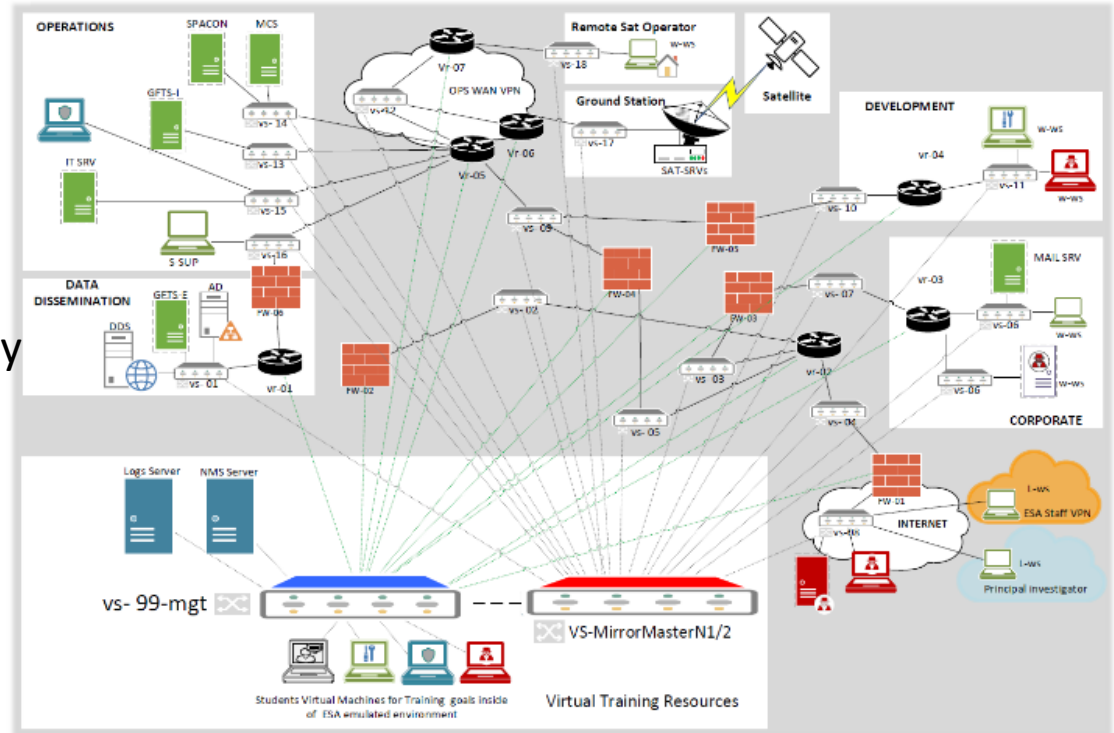 OPERATIONS
SPACON
MCS
GFTS-I
vs- 14
vs-13
IT SRV
vs-15
S SUP
vs-16
Vr-07
OPS WAN VPN
Vr-06
Vr-05
Remote Sat Operator
w-ws
vs-18
Ground Station
vs-17
SAT-SRVs
Satellite
DEVELOPMENT
w-ws
vr-04
vs-11
w-ws
vs- 10
FW-05
FW-04
DATA
DISSEMINATION
AD
DDS
vs-01
vr-01
FW-06
y
vs-02
FW-02
FW-03
vs-07
vs-03
vr-02
vs-05
vs-04
MAIL SRV
vr-03
vs-06
w-ws
vs-06
w-ws
CORPORATE
FW-01
INTERNET
vs-08
L-ws
ESA Staff VPN
L-ws
Principal Investigator
Logs Server
NMS Server
vs- 99-mgt
VS-MirrorMasterN1/2
Students Virtual Machines for Training goals inside
of ESA emulated environment
Virtual Training Resources